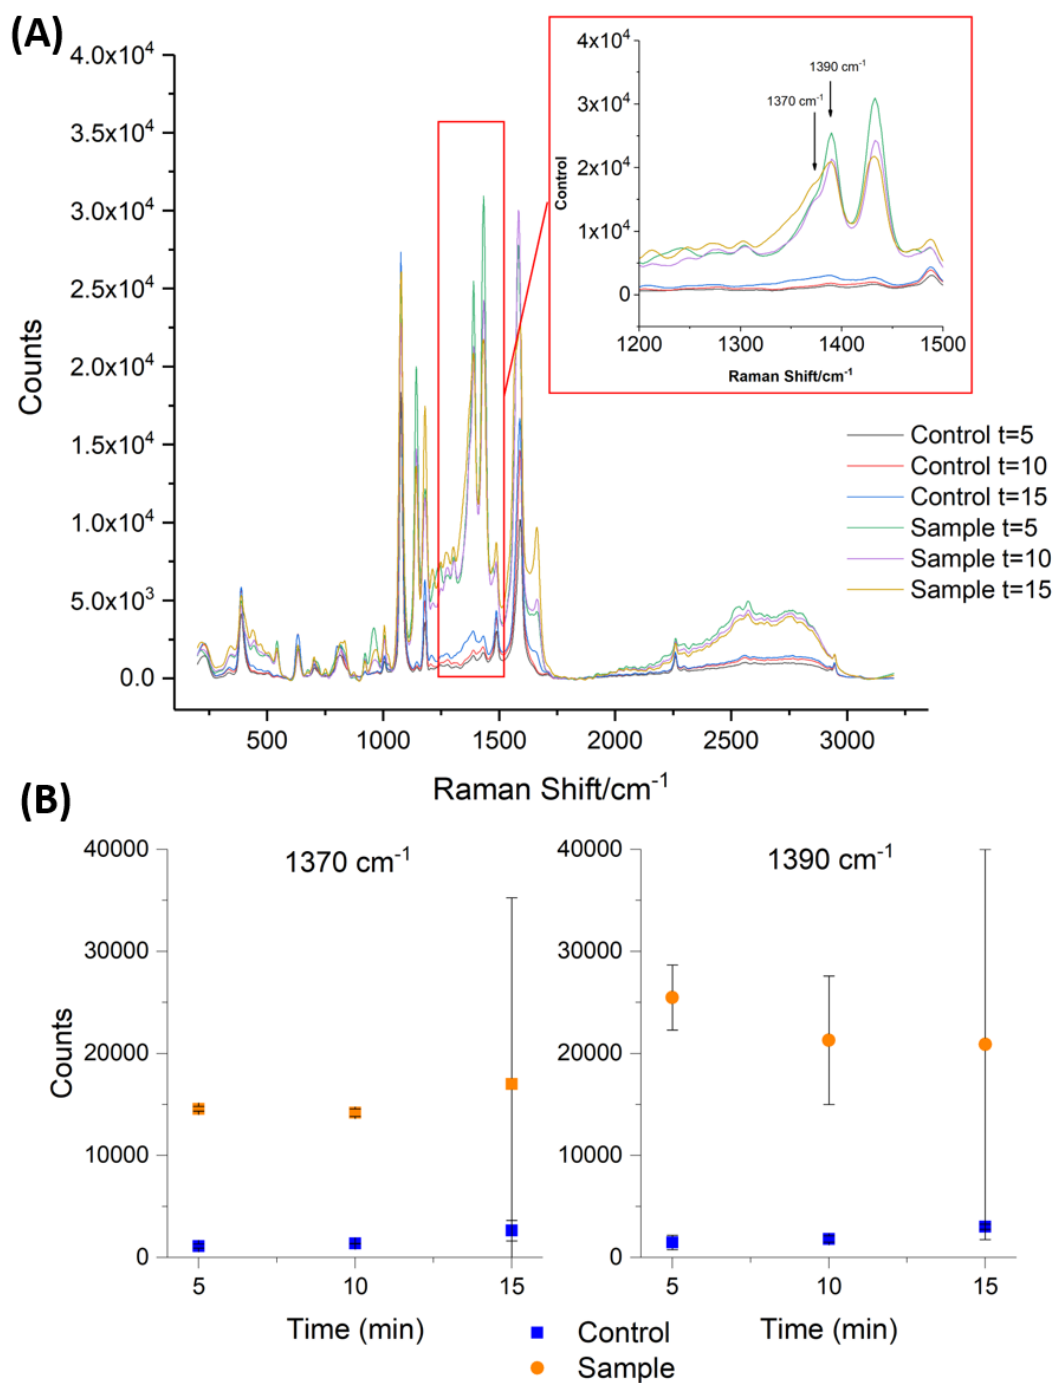 (A)
4.0x10⁴
3.5x10⁴
3.0x10⁴
2.5x10⁴
2.0x10⁴
1.5x10⁴
1.0x10⁴
5.0x10³
0.0
Counts
500 1000 1500 2000 2500 3000
Raman Shift/cm⁻¹
4x10⁴
3x10⁴
2x10⁴
1x10⁴
0
Control
1390 cm⁻¹
1370 cm⁻¹
1200 1300 1400 1500
Raman Shift/cm⁻¹
Control t=5
Control t=10
Control t=15
Sample t=5
Sample t=10
Sample t=15
(B)
1370 cm⁻¹
40000
30000
20000
10000
0
Counts
5 10 15
Time (min)
1390 cm⁻¹
40000
30000
20000
10000
0
5 10 15
Time (min)
Control
Sample